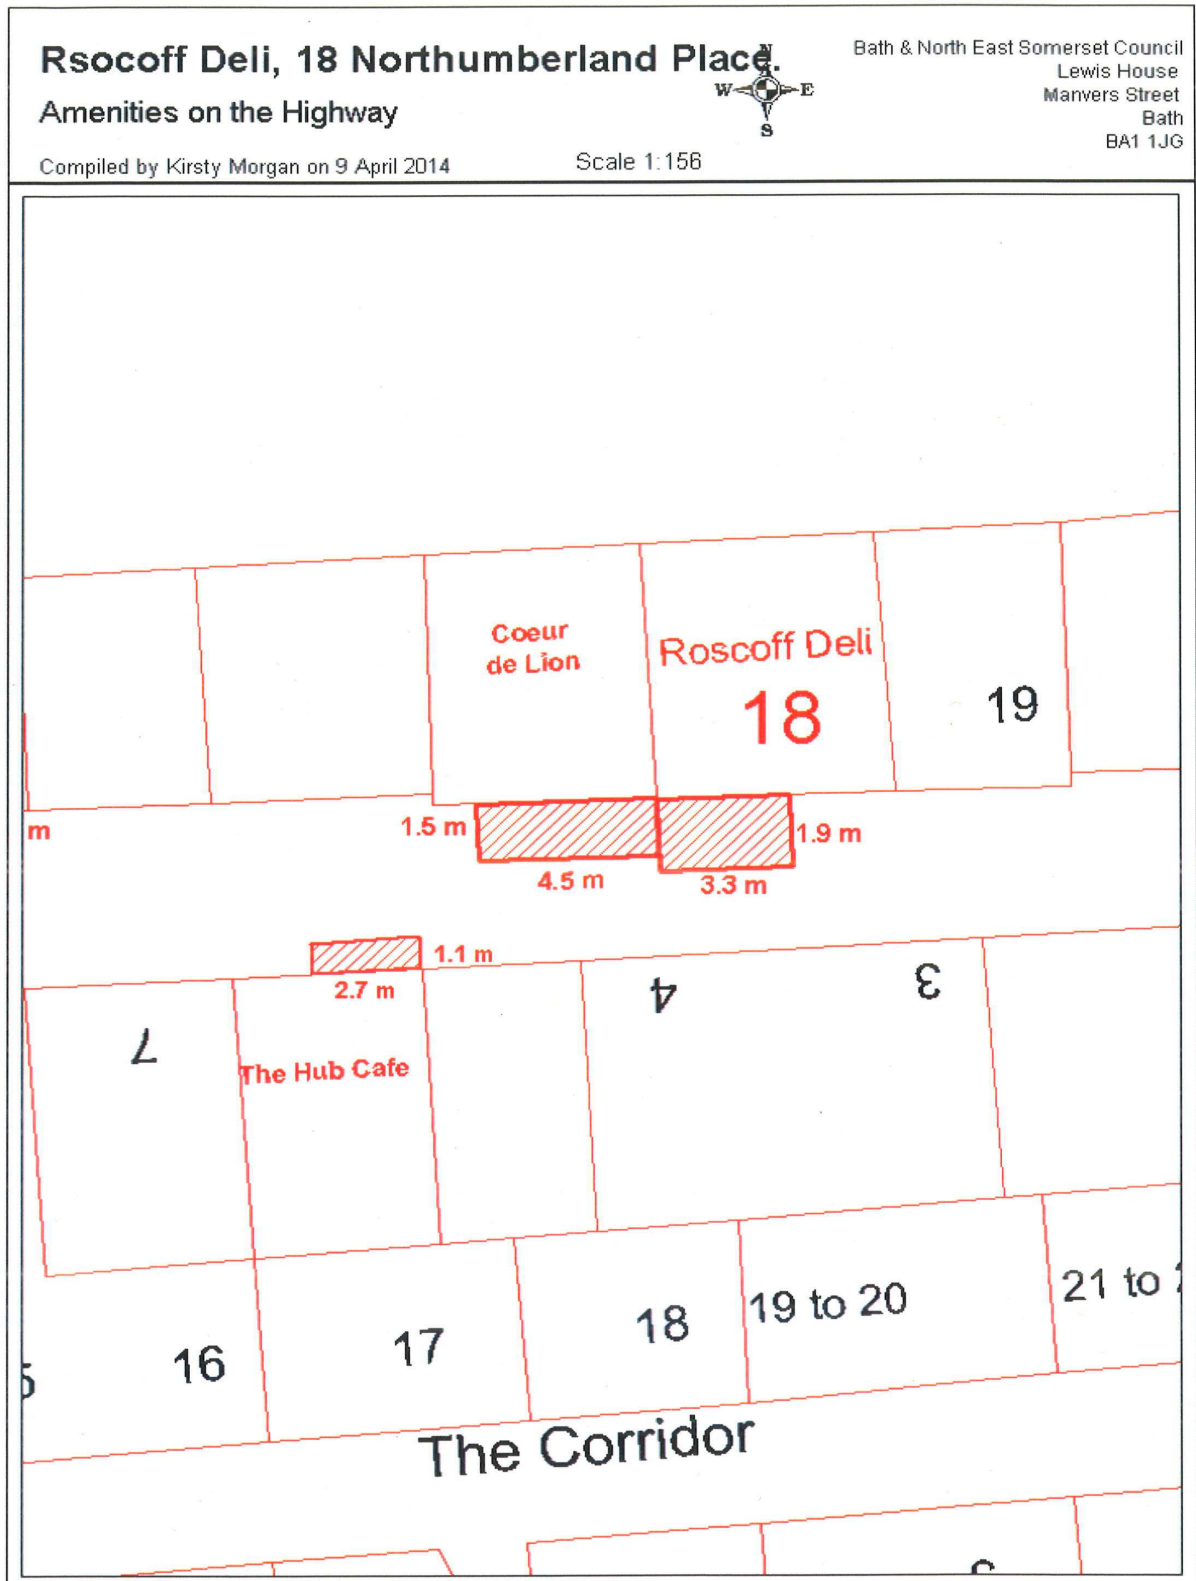 Rsocoff Deli, 18 Northumberland Place.
Amenities on the Highway
Compiled by Kirsty Morgan on 9 April 2014
Scale 1:156
N
W
E
S
Bath & North East Somerset Council
Lewis House
Manvers Street
Bath
BA1 1JG
Coeur
de Lion
Roscoff Deli
18
19
m
1.5 m
4.5 m
1.9 m
3.3 m
1.1 m
2.7 m
4
3
7
The Hub Cafe
16
17
18
19 to 20
21 to
The Corridor